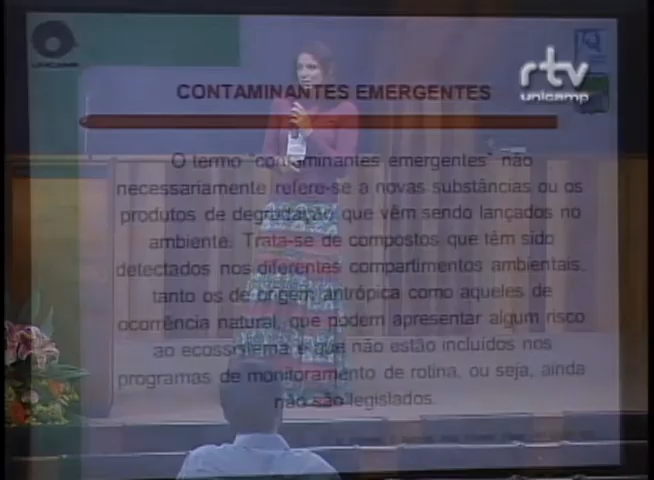 rtv
unicamp
UNICAMP
CONTAMINANTES EMERGENTES
O termo "contaminantes emergentes" não
necessariamente refere-se a novas substâncias ou os
produtos de degradação que vêm sendo lançados no
ambiente. Trata-se de compostos que têm sido
detectados nos diferentes compartimentos ambientais,
tanto os de origem antrópica como aqueles de
ocorrência natural, que podem apresentar algum risco
ao ecossistema e que não estão incluídos nos
programas de monitoramento de rotina, ou seja, ainda
não são legislados.